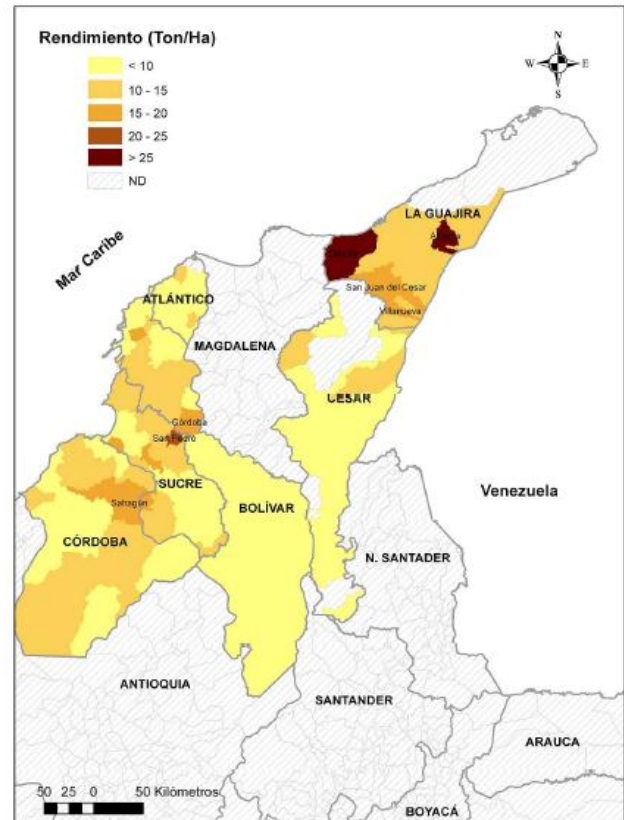 Rendimiento (Ton/Ha)
< 10
10 - 15
15 - 20
20 - 25
> 25
ND
N
W E
S
Mar Caribe
LA GUAJIRA
San Juan del Cesar
Villanueva
ATLÁNTICO
MAGDALENA
CESAR
Córdoba
San Pedro
SUCRE
Sahagún
BOLÍVAR
CÓRDOBA
Venezuela
N. SANTADER
ANTIOQUIA
SANTANDER
ARAUCA
BOYACÁ
50 25 0 50 Kilómetros